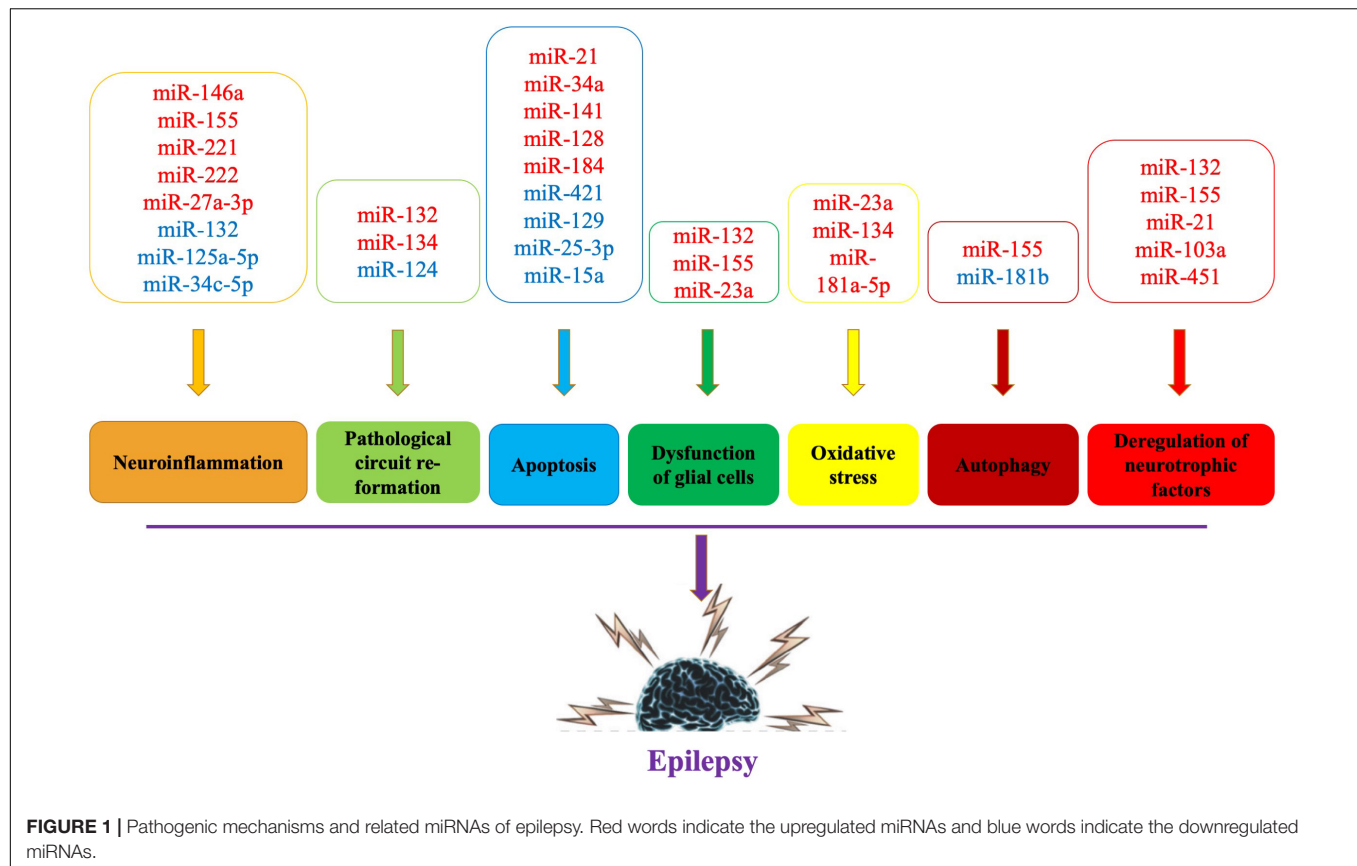 miR-146a
miR-155
miR-221
miR-222
miR-27a-3p
miR-132
miR-125a-5p
miR-34c-5p
miR-132
miR-134
miR-124
miR-21
miR-34a
miR-141
miR-128
miR-184
miR-421
miR-129
miR-25-3p
miR-15a
miR-132
miR-155
miR-23a
miR-23a
miR-134
miR-
181a-5p
miR-155
miR-181b
miR-132
miR-155
miR-21
miR-103a
miR-451
Neuroinflammation
Pathological
circuit re-
formation
Apoptosis
Dysfunction
of glial cells
Oxidative
stress
Autophagy
Deregulation of
neurotrophic
factors
Epilepsy
FIGURE 1 | Pathogenic mechanisms and related miRNAs of epilepsy. Red words indicate the upregulated miRNAs and blue words indicate the downregulated
miRNAs.